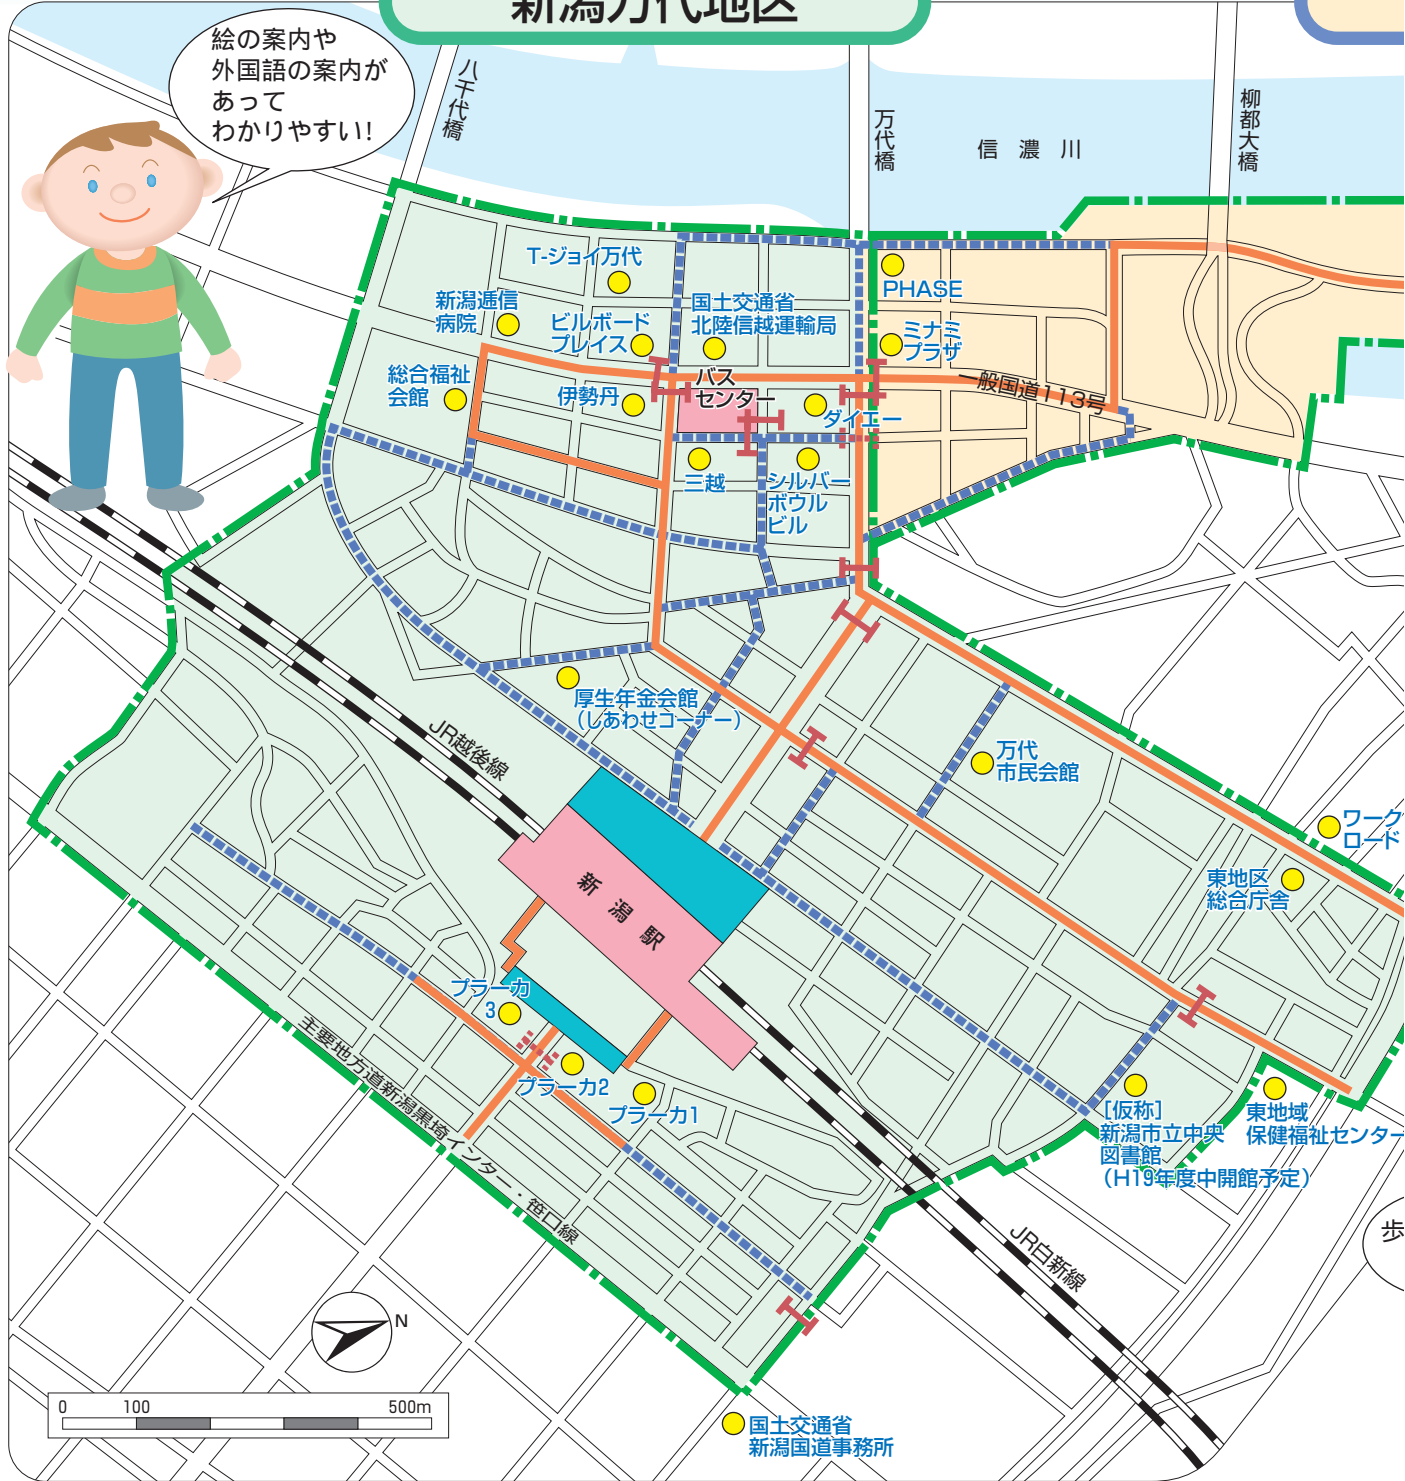 新潟万代地区
絵の案内や
外国語の案内が
あって
わかりやすい!
八千代橋
万代橋
信濃川
柳都大橋
T-ジョイ万代
新潟逓信
病院
ビルボード
プレイス
国土交通省
北陸信越運輸局
PHASE
ミナミ
プラザ
総合福祉
会館
伊勢丹
バス
センター
ダイエー
一般国道113号
三越
シルバー
ボウル
ビル
厚生年金会館
(しあわせコーナー)
JR越後線
万代
市民会館
ワーク
ロード
東地区
総合庁舎
新潟駅
プラーカ
3
プラーカ2
プラーカ1
主要地方道新潟黒埼インター・笹口線
[仮称]
新潟市立中央
図書館
(H19年度中開館予定)
東地域
保健福祉センター
JR白新線
歩
N
0 100 500m
国土交通省
新潟国道事務所